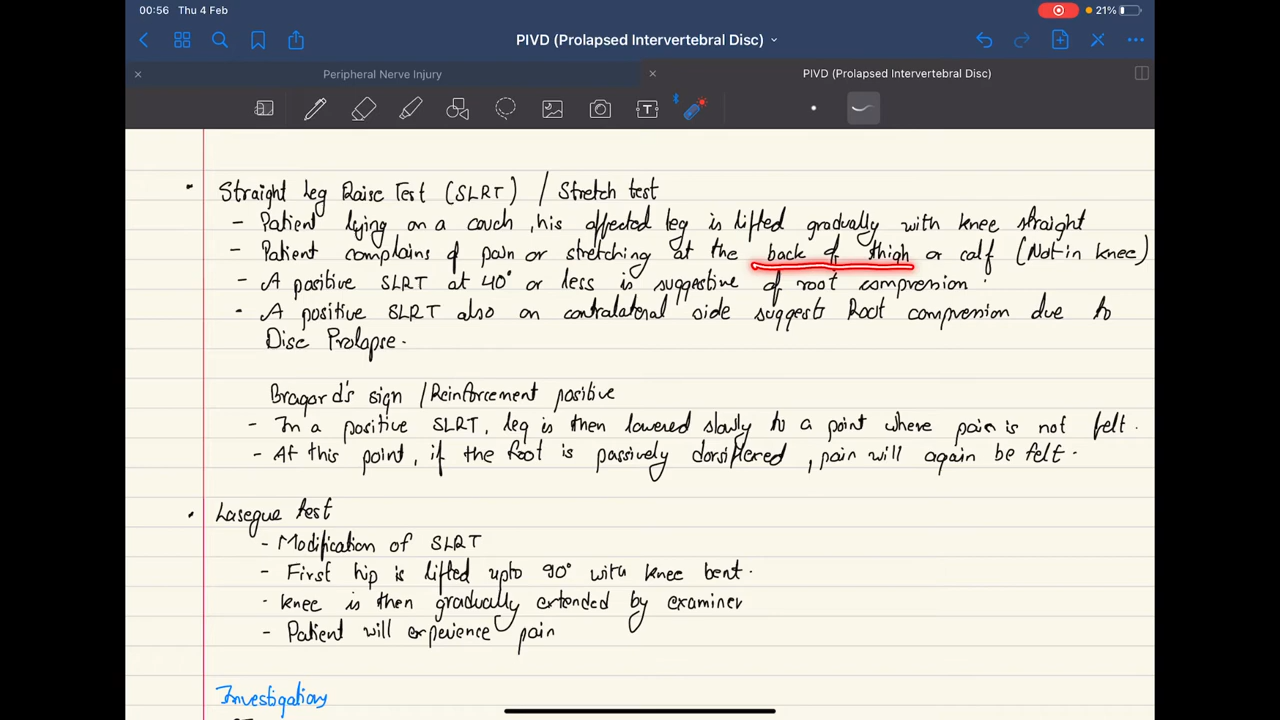 00:56 Thu 4 Feb
21%
PIVD (Prolapsed Intervertebral Disc)
Peripheral Nerve Injury
PIVD (Prolapsed Intervertebral Disc)
T
• Straight Leg Raise Test (SLRT) / Stretch test
- Patient lying on a couch, his affected leg is lifted gradually with knee straight
- Patient complains of pain or stretching at the back of thigh or calf (Not in knee)
- A positive SLRT at 40° or less is suggestive of root compression.
- A positive SLRT also on contralateral side suggests Root compression due to
Disc Prolapse.
Bragard's sign / Reinforcement positive
- In a positive SLRT, leg is then lowered slowly to a point where pain is not felt.
- At this point, if the foot is passively dorsiflexed, pain will again be felt.
• Lasegue test
- Modification of SLRT
- First hip is lifted upto 90° with knee bent.
- Knee is then gradually extended by examiner
- Patient will experience pain
Investigation